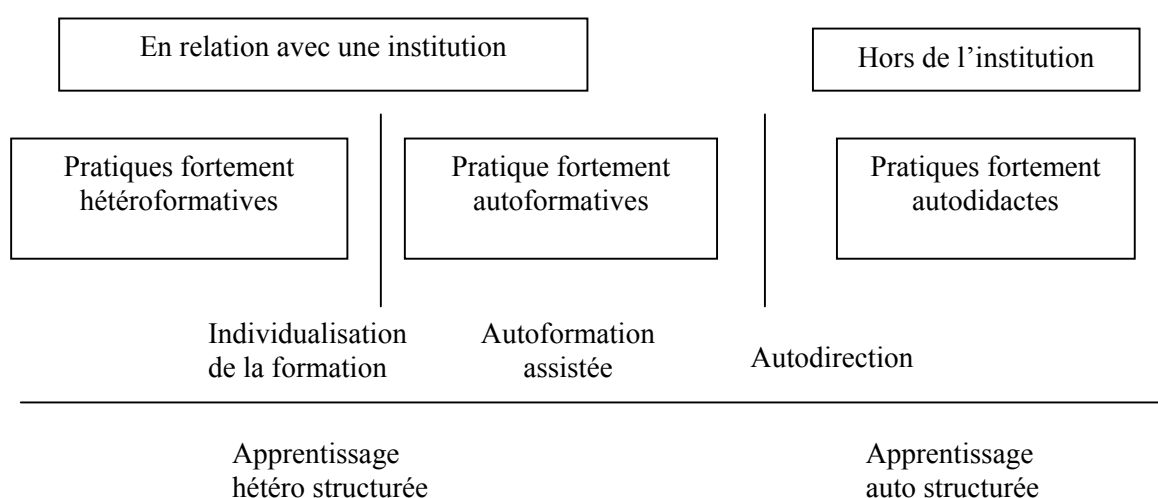 En relation avec une institution
Hors de l’institution
Pratiques fortement
hétéroformatives
Pratique fortement
autoformatives
Pratiques fortement
autodidactes
Individualisation
de la formation
Autoformation
assistée
Autodirection
Apprentissage
hétéro structurée
Apprentissage
auto structurée